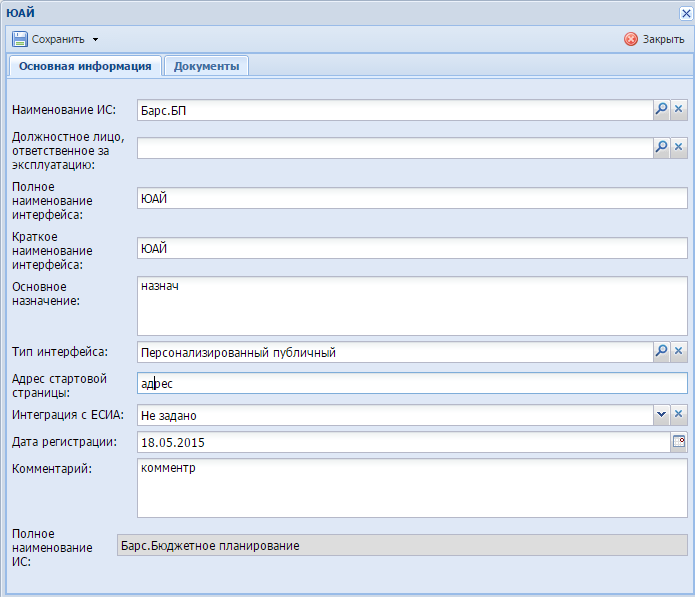 ЮАЙ
Сохранить
Закрыть
Основная информация
Документы
Наименование ИС:
Барс.БП
Должностное лицо,
ответственное за
эксплуатацию:
Полное
наименование
интерфейса:
ЮАЙ
Краткое
наименование
интерфейса:
ЮАЙ
Основное
назначение:
назнач
Тип интерфейса:
Персонализированный публичный
Адрес стартовой
страницы:
адрес
Интеграция с ЕСИА:
Не задано
Дата регистрации:
18.05.2015
Комментарий:
комментр
Полное
наименование
ИС:
Барс.Бюджетное планирование